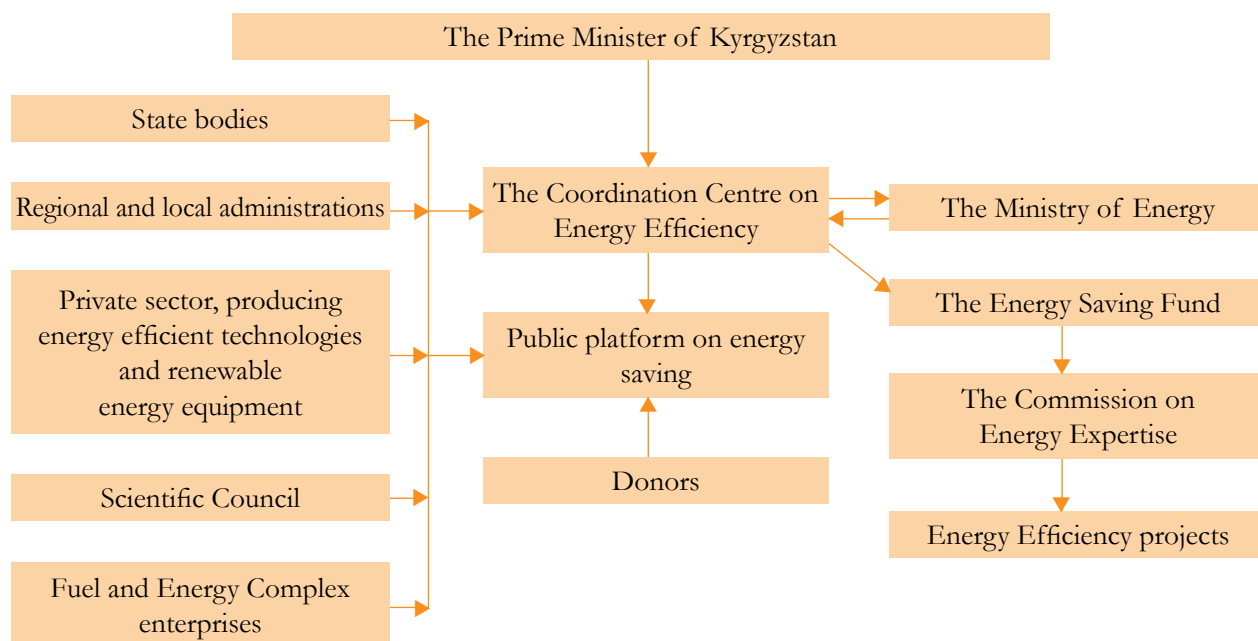 The Prime Minister of Kyrgyzstan
State bodies
Regional and local administrations
Private sector, producing
energy efficient technologies
and renewable
energy equipment
Scientific Council
Fuel and Energy Complex
enterprises
The Coordination Centre on
Energy Efficiency
Public platform on energy
saving
Donors
The Ministry of Energy
The Energy Saving Fund
The Commission on
Energy Expertise
Energy Efficiency projects